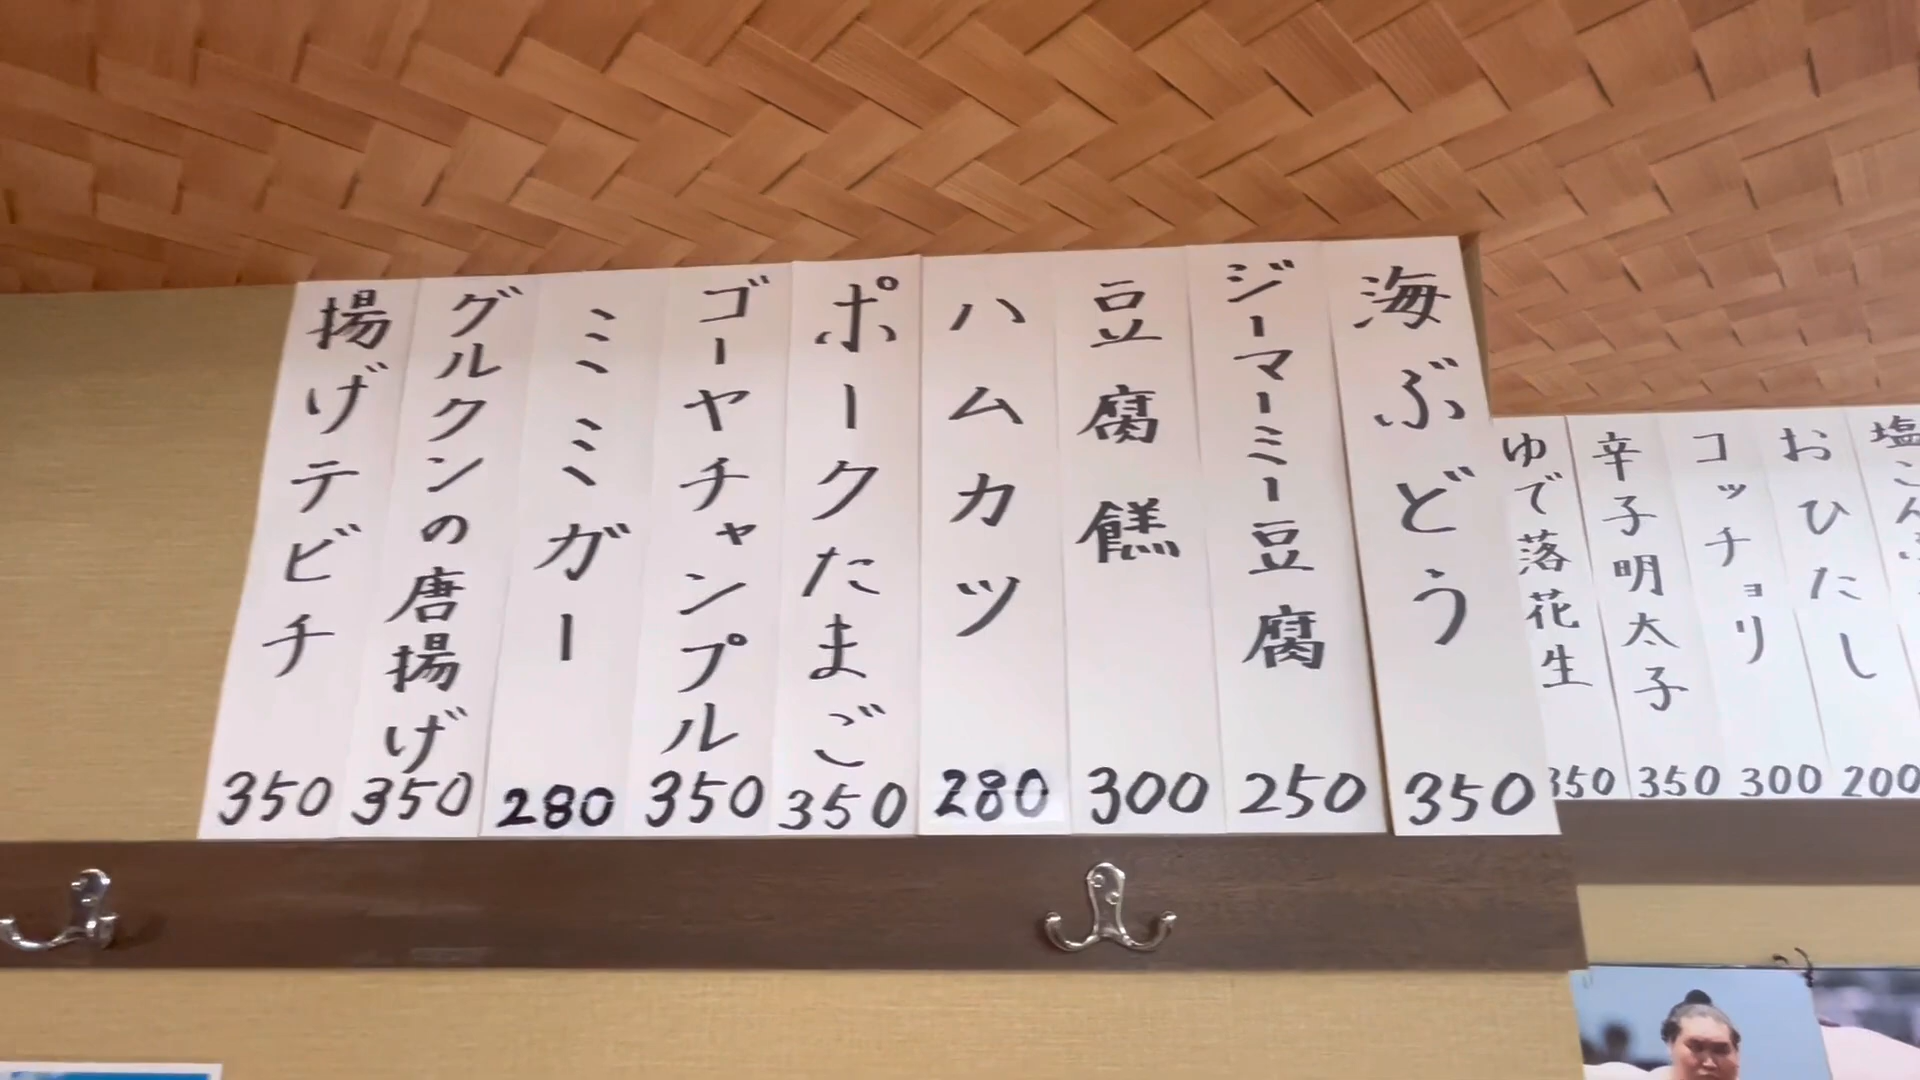 塩こん
おひたし
200
コッチョリ
300
辛子明太子
350
ゆで落花生
350
海ぶどう
350
ジーマーミー豆腐
250
豆腐餻
300
ハムカツ
280
ポークたまご
350
ゴーヤチャンプル
350
ミミガー
280
グルクンの唐揚げ
350
揚げテビチ
350